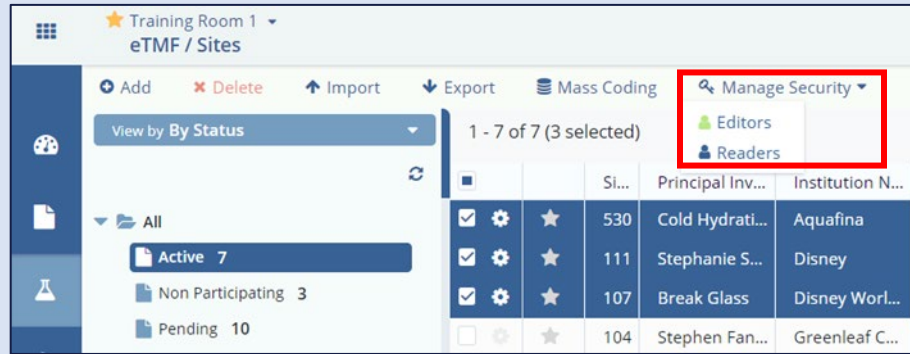 Training Room 1
eTMF / Sites
Add Delete Import Export Mass Coding Manage Security
Editors
Readers
View by By Status
1 - 7 of 7 (3 selected)
Si... Principal Inv... Institution N...
All
Active 7
Non Participating 3
Pending 10
530 Cold Hydrati... Aquafina
111 Stephanie S... Disney
107 Break Glass Disney Worl...
104 Stephen Fan... Greenleaf C...